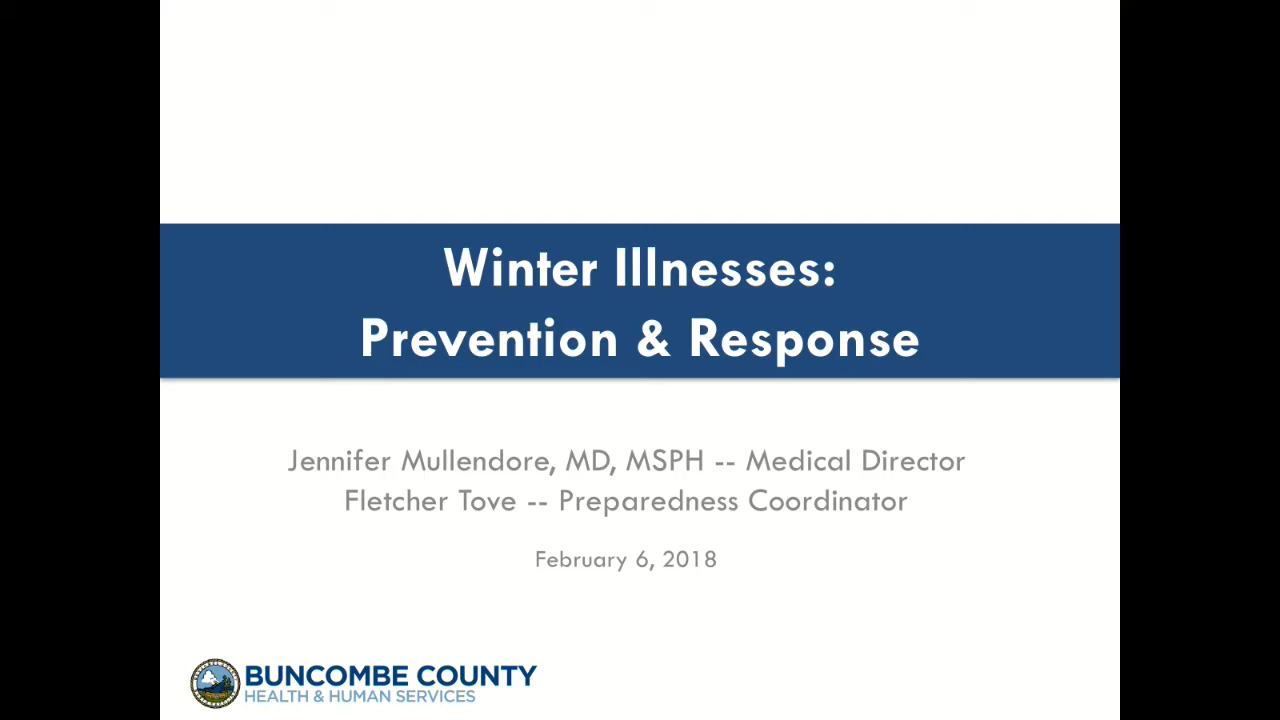 Winter Illnesses:
Prevention & Response
Jennifer Mullendore, MD, MSPH -- Medical Director
Fletcher Tove -- Preparedness Coordinator
February 6, 2018
BUNCOMBE COUNTY
HEALTH & HUMAN SERVICES